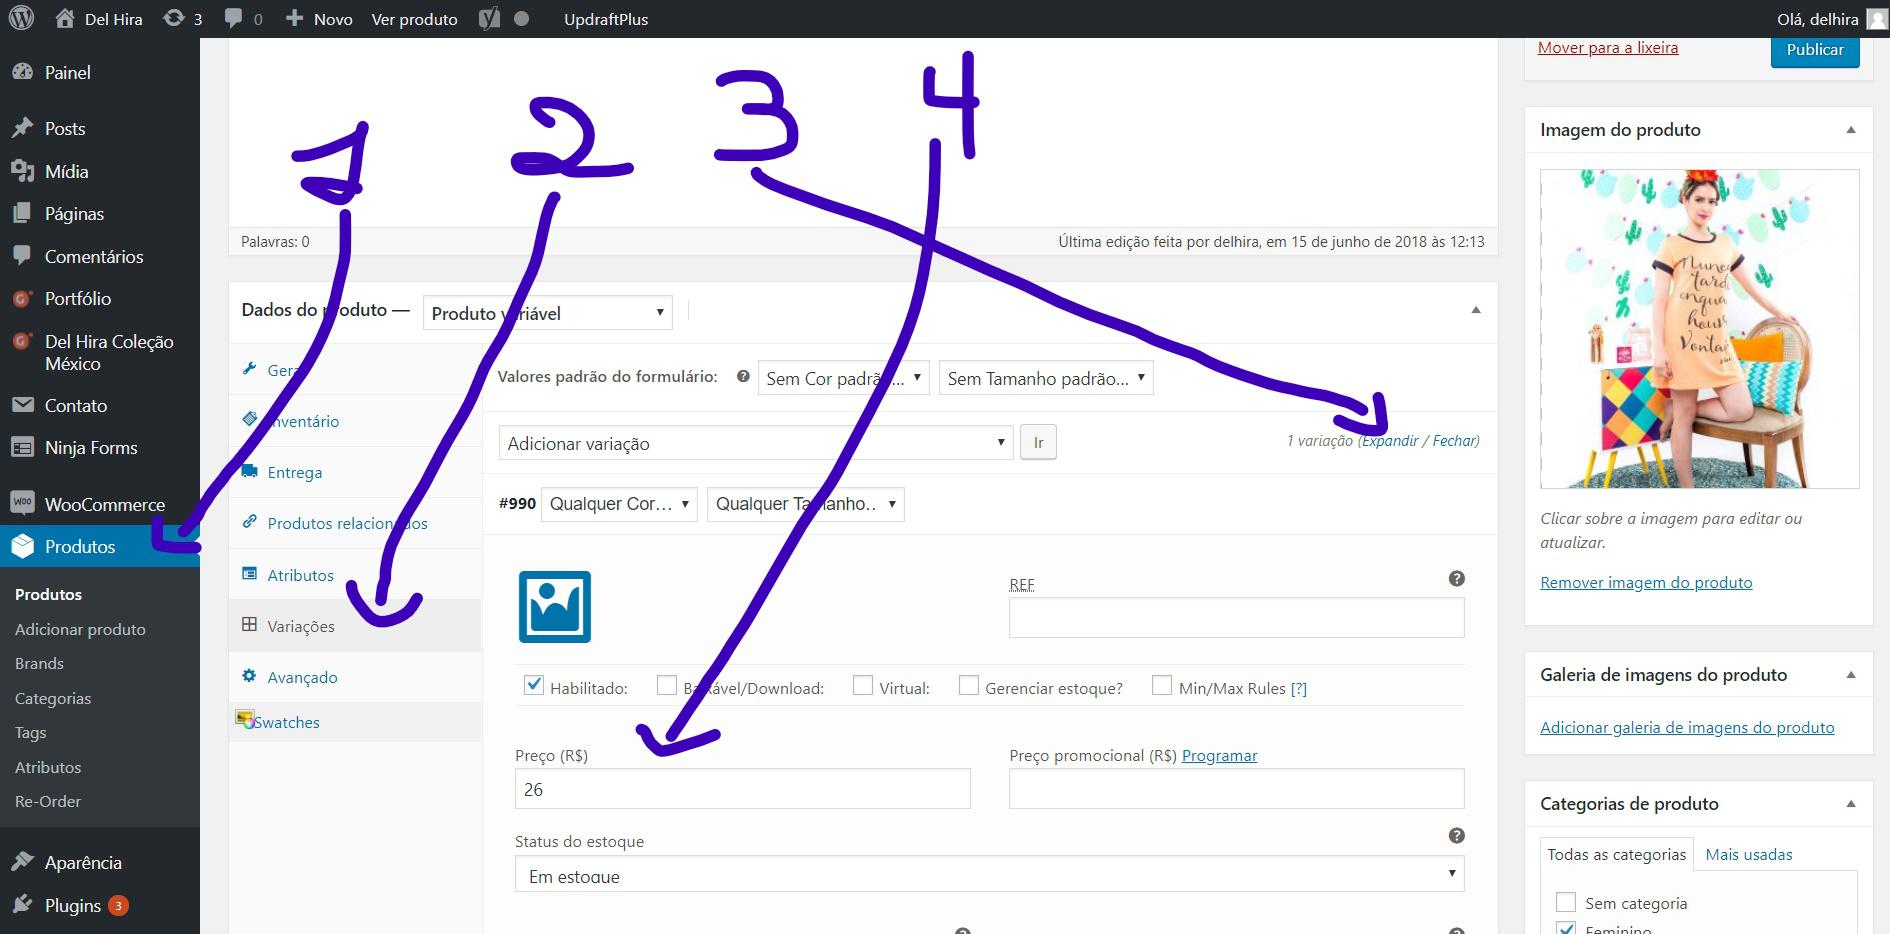 Del Hira
3
0
Novo
Ver produto
UpdraftPlus
Olá, delhira
Painel
Posts
Mídia
Páginas
Comentários
Portfólio
Del Hira Coleção
México
Contato
Ninja Forms
WooCommerce
Produtos
Produtos
Adicionar produto
Brands
Categorias
Tags
Atributos
Re-Order
Aparência
Plugins 3
1 2 3 4
Palavras: 0
Última edição feita por delhira, em 15 de junho de 2018 às 12:13
Dados do produto — Produto variável
Geral
Inventário
Entrega
Produtos relacionados
Atributos
Variações
Avançado
Swatches
Valores padrão do formulário: Sem Cor padrão... Sem Tamanho padrão...
Adicionar variação Ir
1 variação (Expandir / Fechar)
#990 Qualquer Cor... Qualquer Tamanho..
REF
Habilitado: Baixável/Download: Virtual: Gerenciar estoque? Min/Max Rules [?]
Preço (R$)
26
Preço promocional (R$) Programar
Status do estoque
Em estoque
Mover para a lixeira
Publicar
Imagem do produto
Nunca
tarde
enqua
houv
Vonta
Clicar sobre a imagem para editar ou
atualizar.
Remover imagem do produto
Galeria de imagens do produto
Adicionar galeria de imagens do produto
Categorias de produto
Todas as categorias
Mais usadas
Sem categoria
Feminino